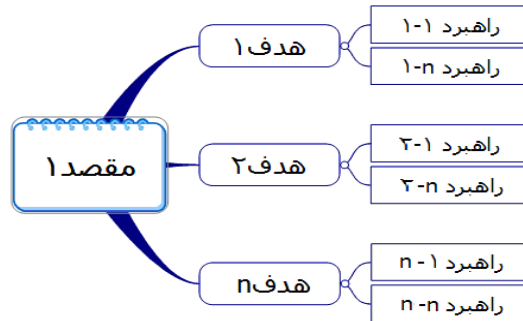 مقصد۱
هدف۱
راهبرد ۱-۱
راهبرد ۱-n
هدف۲
راهبرد ۲-۱
راهبرد ۲-n
هدفn
راهبرد n-۱
راهبرد n-n